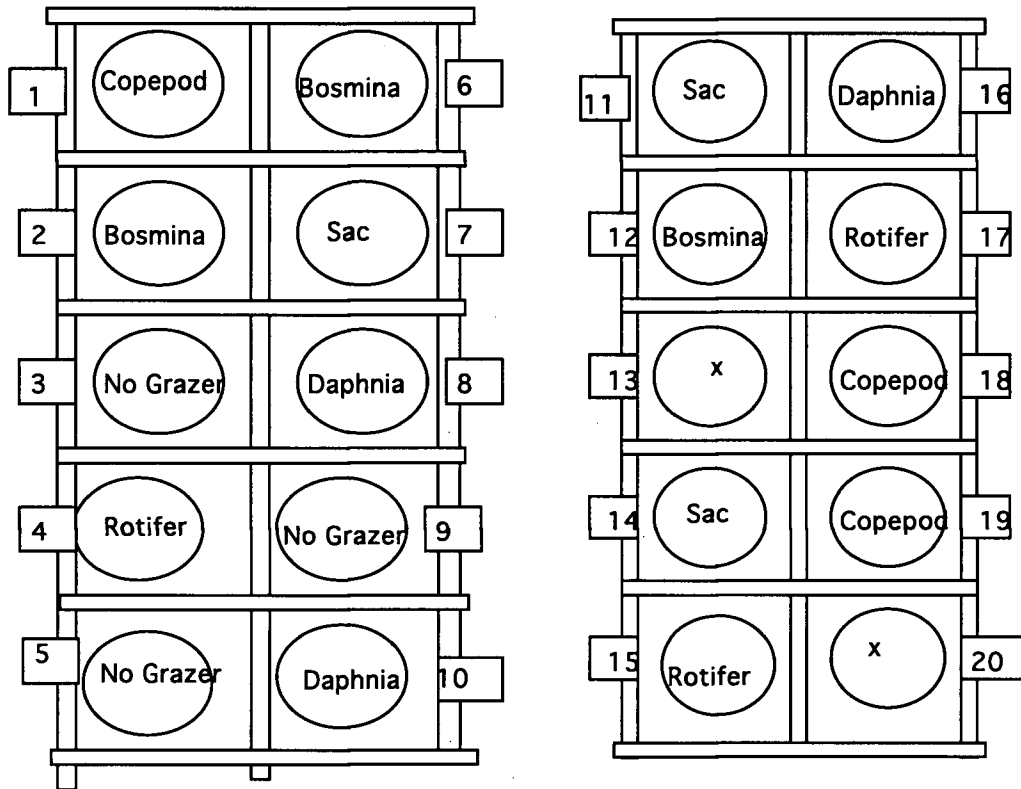 1 Copepod Bosmina 6
2 Bosmina Sac 7
3 No Grazer Daphnia 8
4 Rotifer No Grazer 9
5 No Grazer Daphnia 10
11 Sac Daphnia 16
12 Bosmina Rotifer 17
13 x Copepod 18
14 Sac Copepod 19
15 Rotifer x 20